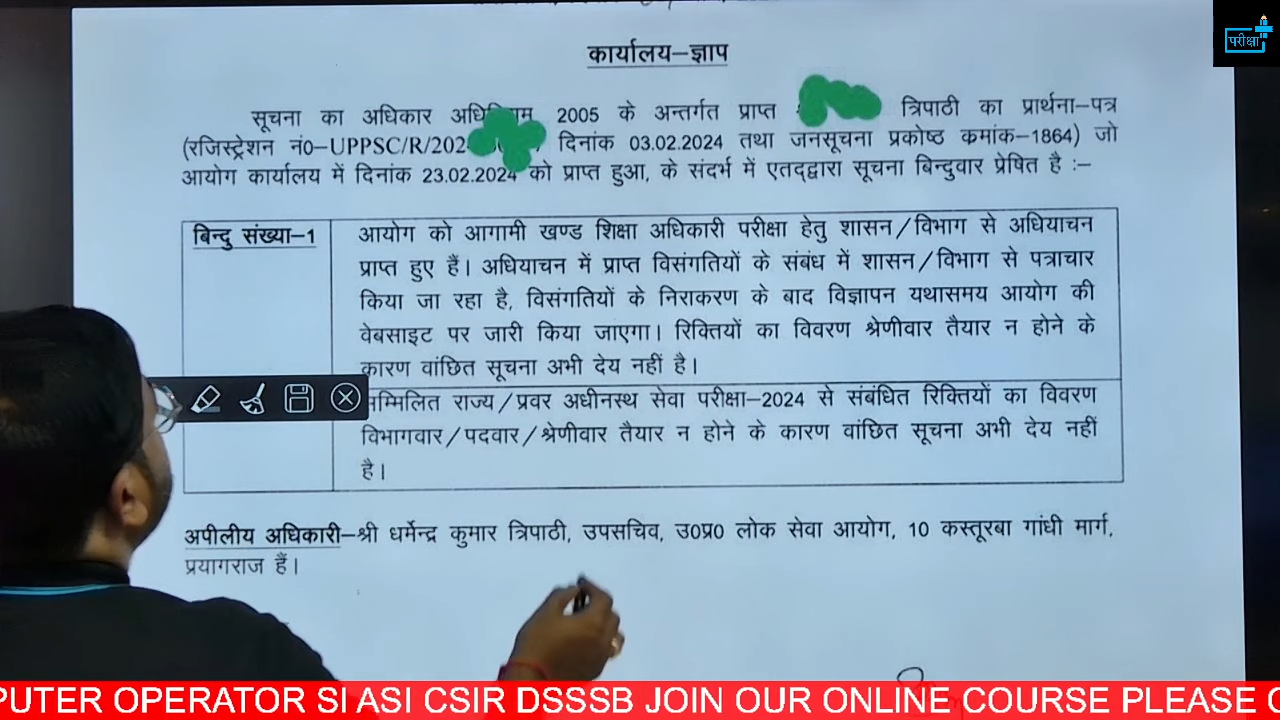 परीक्षा
कार्यालय–ज्ञाप
सूचना का अधिकार 2005 के अन्तर्गत प्राप्त त्रिपाठी का प्रार्थना–पत्र
(रजिस्ट्रेशन नं0–UPPSC/R/202 दिनांक 03.02.2024 तथा जनसूचना प्रकोष्ठ क्रमांक–1864) जो
आयोग कार्यालय में दिनांक 23.02.2024 को प्राप्त हुआ, के संदर्भ में एतद्द्वारा सूचना बिन्दुवार प्रेषित है :–
बिन्दु संख्या–1
आयोग को आगामी खण्ड शिक्षा अधिकारी परीक्षा हेतु शासन/विभाग से अधियाचन
प्राप्त हुए हैं। अधियाचन में प्राप्त विसंगतियों के संबंध में शासन/विभाग से पत्राचार
किया जा रहा है, विसंगतियों के निराकरण के बाद विज्ञापन यथासमय आयोग की
वेबसाइट पर जारी किया जाएगा। रिक्तियों का विवरण श्रेणीवार तैयार न होने के
कारण वांछित सूचना अभी देय नहीं है।
राज्य/प्रवर अधीनस्थ सेवा परीक्षा–2024 से संबंधित रिक्तियों का विवरण
विभागवार/पदवार/श्रेणीवार तैयार न होने के कारण वांछित सूचना अभी देय नहीं
है।
अपीलीय अधिकारी–श्री धर्मेन्द्र कुमार त्रिपाठी, उपसचिव, उ0प्र0 लोक सेवा आयोग, 10 कस्तूरबा गांधी मार्ग,
प्रयागराज हैं।
PUTER OPERATOR SI ASI CSIR DSSSB JOIN OUR ONLINE COURSE PLEASE